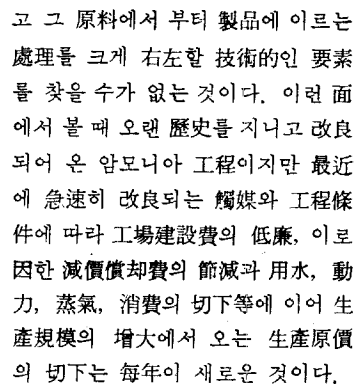 고 그 原料에서 부터 製品에 이르는
處理를 크게 右左할 技術的인 要素
를 찾을 수가 없는 것이다. 이런 面
에서 볼 때 오랜 歷史를 지니고 改良
되어 온 암모니아 工程이지만 最近
에 急速히 改良되는 觸媒와 工程條
件에 따라 工場建設費의 低廉, 이로
因한 減價償却費의 節減과 用水, 動
力, 蒸氣, 消費의 切下等에 이어 生
產規模의 增大에서 오는 生產原價
의 切下는 每年이 새로운 것이다.